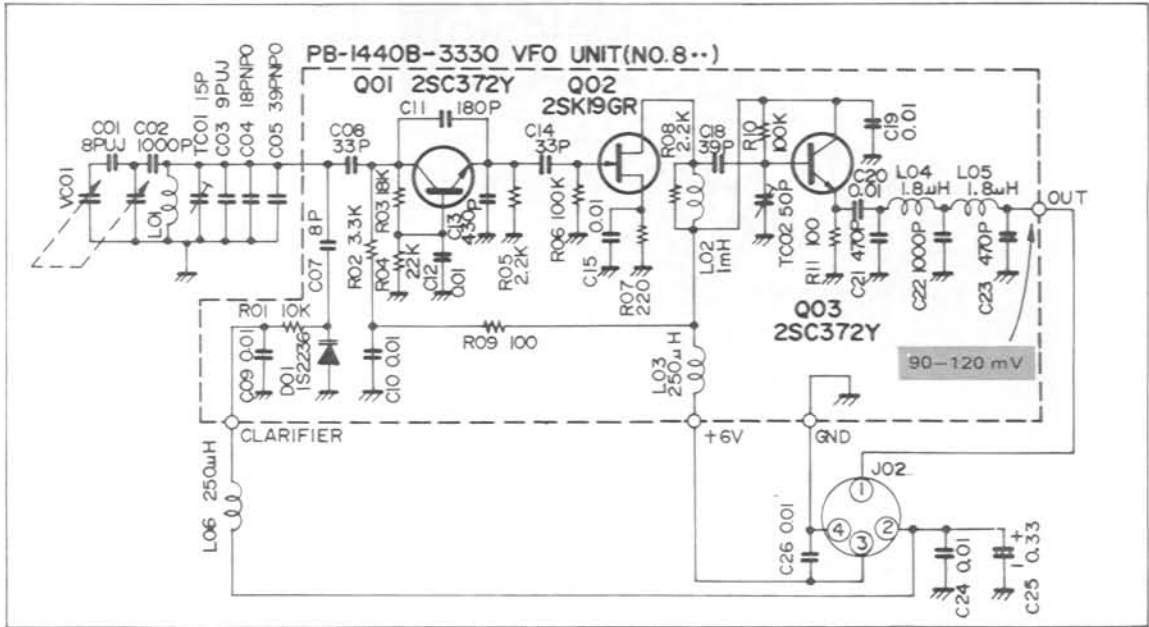 PB-1440B-3330 VFO UNIT(NO.8··)
Q01 2SC372Y
Q02
2SK19GR
C01
8PUJ
C02
1000P
TC01 15P
C03 9PUJ
C04 18PNPO
C05 39PNPO
VC01
L01
C08
33P
C11
180P
C14
33P
R08
2.2K
C18
39P
R10
100K
C19
0.01
C20
0.01
L04
1.8μH
L05
1.8μH
OUT
C07 8P
R02 3.3K
R03 18K
R04
22K
C12
0.01
C13
430P
R05
2.2K
R06 100K
C15
0.01
R07
220
L02
1mH
TC02 50P
R11 100
C21 470P
C22 1000P
C23 470P
Q03
2SC372Y
R01 10K
C09 0.01
D01
1S2236
C10 0.01
R09 100
L03
250μH
90–120 mV
CLARIFIER
+6V
GND
L06 250μH
J02
1
4
2
3
C26 0.01
C24 0.01
C25 0.33
+
-